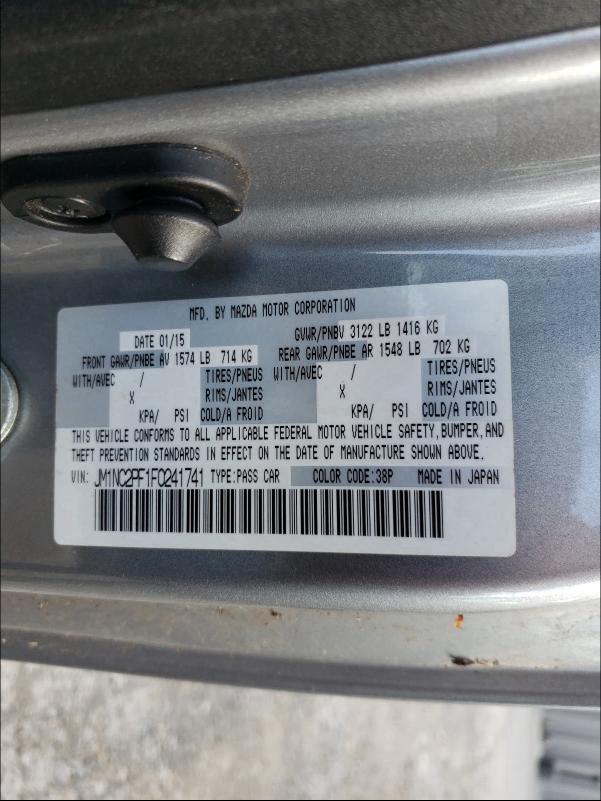 MFD. BY MAZDA MOTOR CORPORATION
DATE 01/15 GVWR/PNBV 3122 LB 1416 KG
FRONT GAWR/PNBE AV 1574 LB 714 KG REAR GAWR/PNBE AR 1548 LB 702 KG
WITH/AVEC / TIRES/PNEUS WITH/AVEC / TIRES/PNEUS
X RIMS/JANTES X RIMS/JANTES
KPA/ PSI COLD/A FROID KPA/ PSI COLD/A FROID
THIS VEHICLE CONFORMS TO ALL APPLICABLE FEDERAL MOTOR VEHICLE SAFETY, BUMPER, AND
THEFT PREVENTION STANDARDS IN EFFECT ON THE DATE OF MANUFACTURE SHOWN ABOVE.
VIN: JM1NC2PF1F0241741 TYPE: PASS CAR COLOR CODE: 38P MADE IN JAPAN